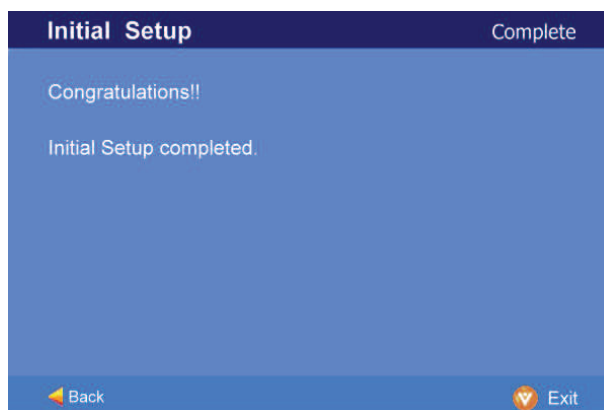 Initial Setup
Complete
Congratulations!!
Initial Setup completed.
Back
Exit